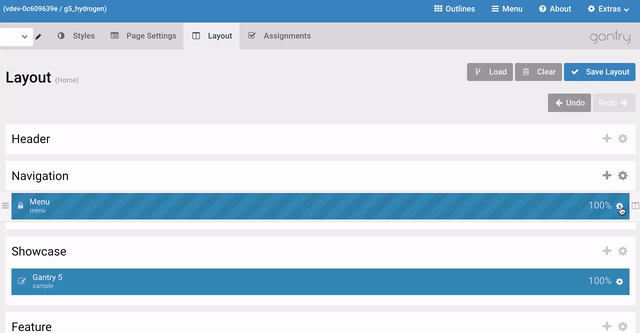 (vdev-0c609639e / g5_hydrogen) Outlines Menu About Extras
Styles Page Settings Layout Assignments gantry
Layout (Home) Load Clear Save Layout
Undo Redo
Header
Navigation
Menu 100%
menu
Showcase
Gantry 5 100%
sample
Feature